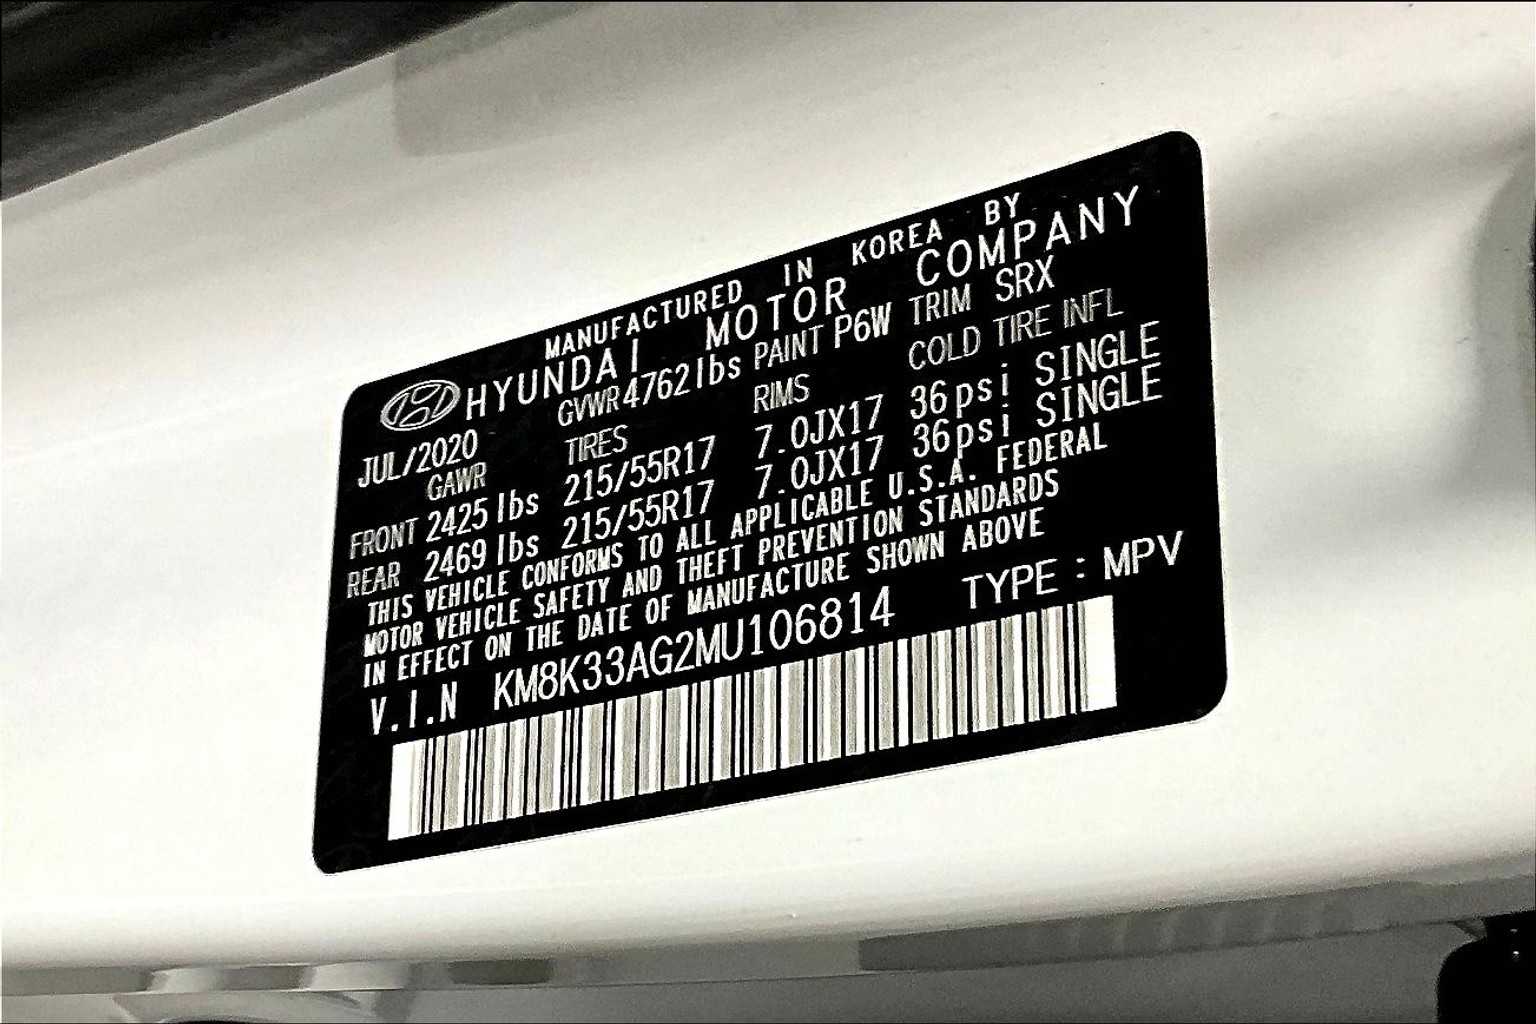 MANUFACTURED IN KOREA BY
HYUNDAI MOTOR COMPANY
JUL/2020 GVWR 4762 lbs PAINT P6W TRIM SRX
GAWR TIRES RIMS COLD TIRE INFL
FRONT 2425 lbs 215/55R17 7.0JX17 36psi SINGLE
REAR 2469 lbs 215/55R17 7.0JX17 36psi SINGLE
THIS VEHICLE CONFORMS TO ALL APPLICABLE U.S.A. FEDERAL
MOTOR VEHICLE SAFETY AND THEFT PREVENTION STANDARDS
IN EFFECT ON THE DATE OF MANUFACTURE SHOWN ABOVE
V.I.N KM8K33AG2MU106814 TYPE : MPV